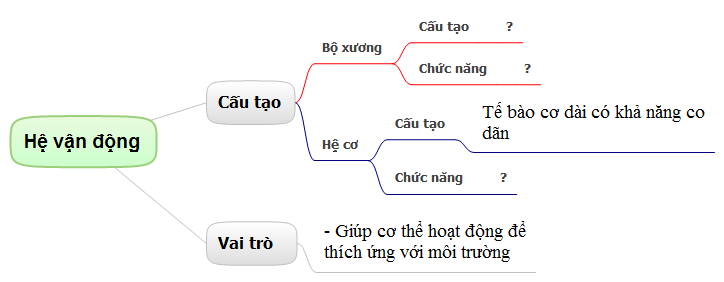 Hệ vận động
Cấu tạo
Bộ xương
Cấu tạo ?
Chức năng ?
Hệ cơ
Cấu tạo
Tế bào cơ dài có khả năng co
dãn
Chức năng ?
Vai trò
- Giúp cơ thể hoạt động để
thích ứng với môi trường